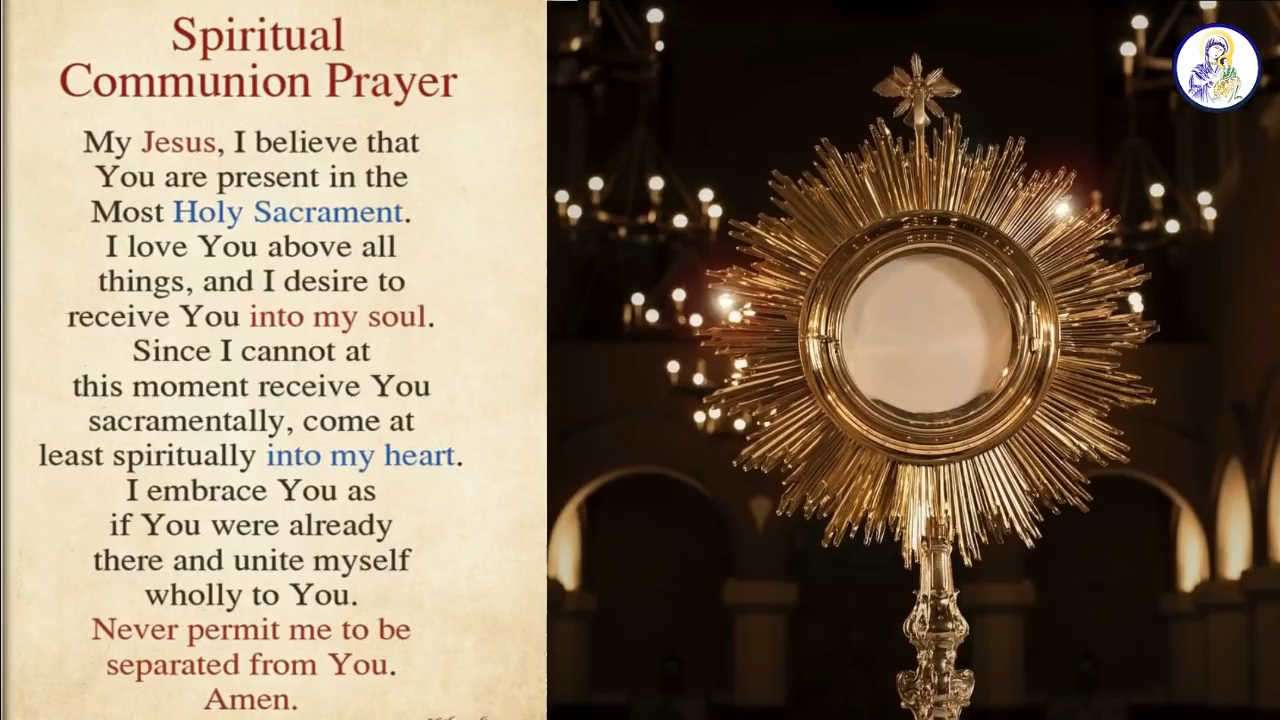 Spiritual
Communion Prayer
My Jesus, I believe that
You are present in the
Most Holy Sacrament.
I love You above all
things, and I desire to
receive You into my soul.
Since I cannot at
this moment receive You
sacramentally, come at
least spiritually into my heart.
I embrace You as
if You were already
there and unite myself
wholly to You.
Never permit me to be
separated from You.
Amen.